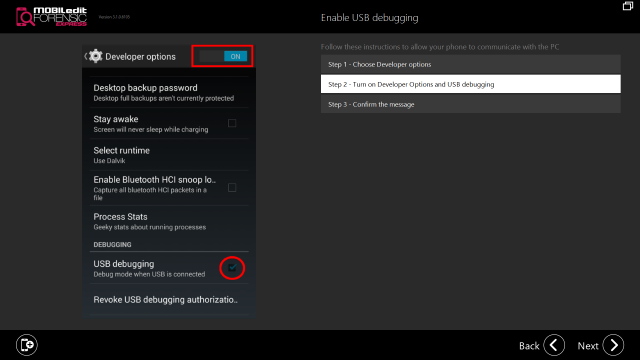 MOBILedit
FORENSIC
EXPRESS
Enable USB debugging
Follow these instructions to allow your phone to communicate with the PC
Step 1 - Choose Developer options
Step 2 - Turn on Developer Options and USB debugging
Step 3 - Confirm the message
Developer options
ON
Desktop backup password
Desktop full backups aren't currently protected
Stay awake
Screen will never sleep while charging
Select runtime
Use Dalvik
Enable Bluetooth HCI snoop lo..
Capture all bluetooth HCI packets in a
file
Process Stats
Geeky stats about running processes
DEBUGGING
USB debugging
Debug mode when USB is connected
Revoke USB debugging authorizatio..
Back
Next